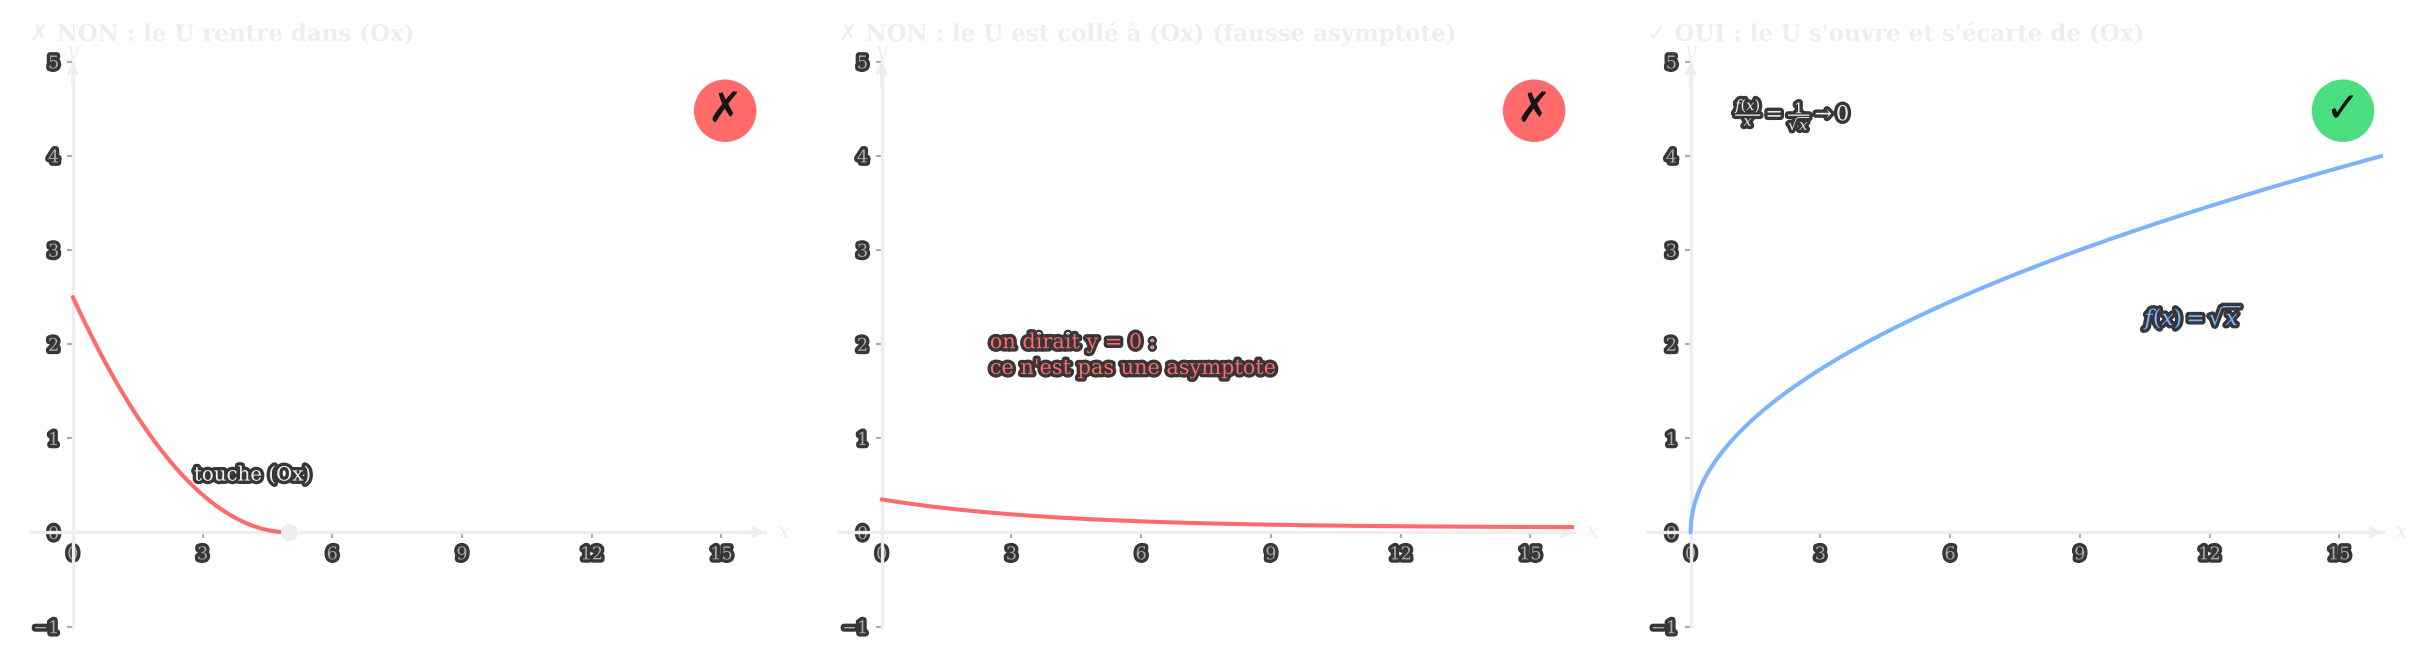 ✗ NON : le U rentre dans (Ox)
y
5
4
3
2
1
0
-1
0 3 6 9 12 15
x
touche (Ox)
✗
✗ NON : le U est collé à (Ox) (fausse asymptote)
y
5
4
3
2
1
0
-1
0 3 6 9 12 15
x
on dirait y = 0 :
ce n'est pas une asymptote
✗
✓ OUI : le U s'ouvre et s'écarte de (Ox)
y
5
4
3
2
1
0
-1
0 3 6 9 12 15
x
f(x)/x = 1/√x → 0
f(x) = √x
✓